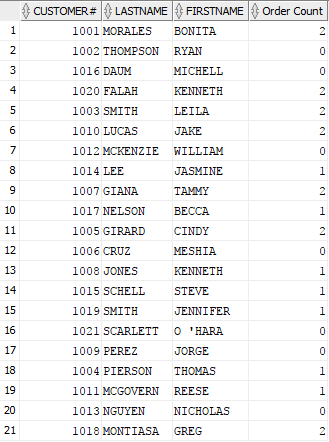 CUSTOMER# LASTNAME FIRSTNAME Order Count
1 1001 MORALES BONITA 2
2 1002 THOMPSON RYAN 0
3 1016 DAUM MICHELL 0
4 1020 FALAH KENNETH 2
5 1003 SMITH LEILA 2
6 1010 LUCAS JAKE 2
7 1012 MCKENZIE WILLIAM 0
8 1014 LEE JASMINE 1
9 1007 GIANA TAMMY 2
10 1017 NELSON BECCA 1
11 1005 GIRARD CINDY 2
12 1006 CRUZ MESHIA 0
13 1008 JONES KENNETH 1
14 1015 SCHELL STEVE 1
15 1019 SMITH JENNIFER 1
16 1021 SCARLETT O 'HARA 0
17 1009 PEREZ JORGE 0
18 1004 PIERSON THOMAS 1
19 1011 MCGOVERN REESE 1
20 1013 NGUYEN NICHOLAS 0
21 1018 MONTIASA GREG 2